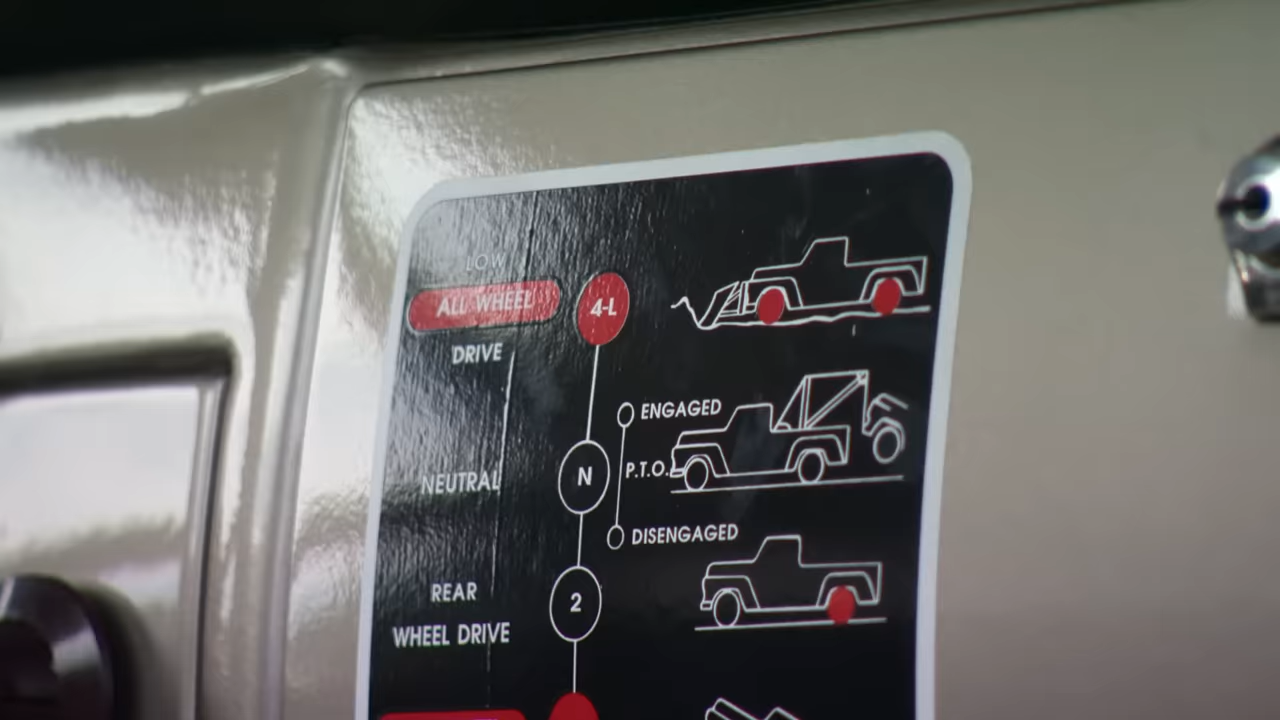 LOW
ALL WHEEL 4-L
DRIVE
ENGAGED
NEUTRAL N P.T.O.
DISENGAGED
REAR
WHEEL DRIVE 2